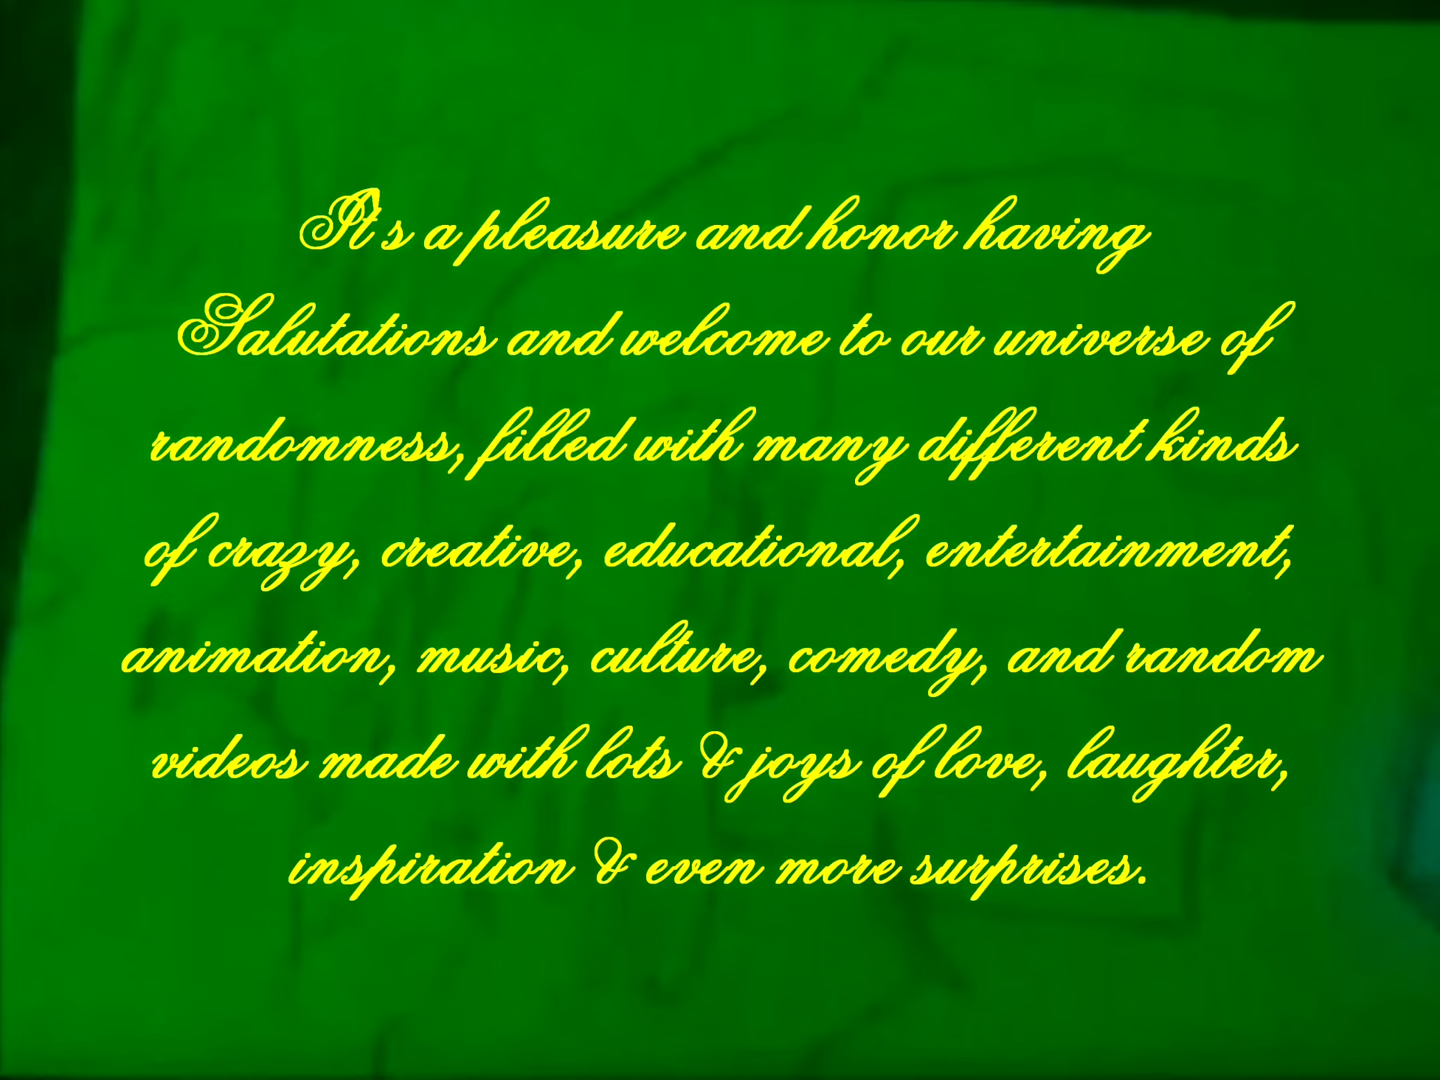 It's a pleasure and honor having
Salutations and welcome to our universe of
randomness, filled with many different kinds
of crazy, creative, educational, entertainment,
animation, music, culture, comedy, and random
videos made with lots & joys of love, laughter,
inspiration & even more surprises.